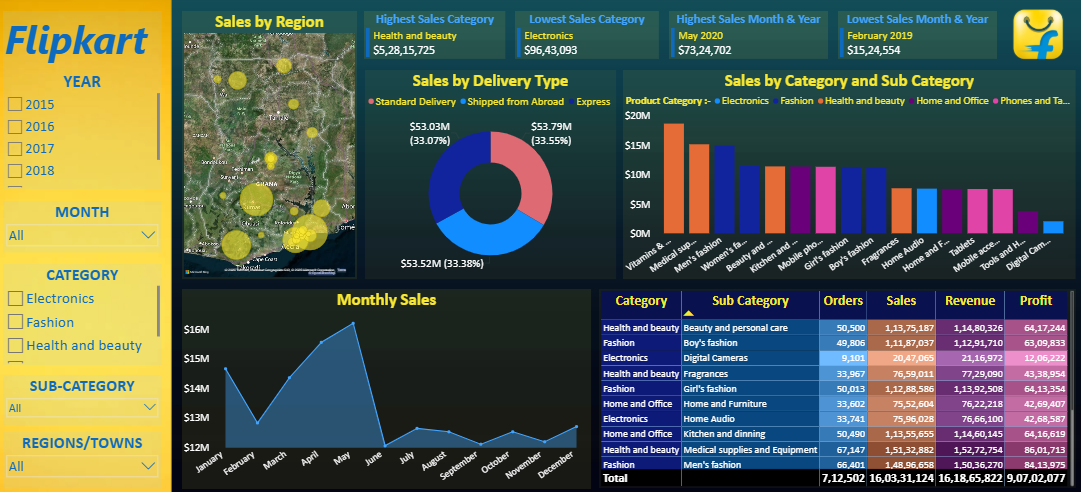 Flipkart
YEAR
2015
2016
2017
2018
MONTH
All
CATEGORY
Electronics
Fashion
Health and beauty
SUB-CATEGORY
All
REGIONS/TOWNS
All
Sales by Region
Tamale
GHANA
Cape Coast
Takoradi
Lome
Highest Sales Category
Health and beauty
$5,28,15,725
Lowest Sales Category
Electronics
$96,43,093
Highest Sales Month & Year
May 2020
$73,24,702
Lowest Sales Month & Year
February 2019
$15,24,554
Sales by Delivery Type
Standard Delivery Shipped from Abroad Express
$53.03M
(33.07%)
$53.79M
(33.55%)
$53.52M (33.38%)
Sales by Category and Sub Category
Product Category :- Electronics Fashion Health and beauty Home and Office Phones and Ta...
$20M
$15M
$10M
$5M
$0M
Vitamins & ...
Medical sup...
Men's fashion
Women's fa...
Beauty and ...
Kitchen and ...
Mobile pho...
Girl's fashion
Boy's fashion
Fragrances
Home Audio
Home and F...
Tablets
Mobile acce...
Tools and H...
Digital Cam...
Monthly Sales
$16M
$15M
$14M
$13M
$12M
January
February
March
April
May
June
July
August
September
October
November
December
Category Sub Category Orders Sales Revenue Profit
Health and beauty Beauty and personal care 50,500 1,13,75,187 1,14,80,326 64,17,244
Fashion Boy's fashion 49,806 1,11,87,037 1,12,91,710 63,09,833
Electronics Digital Cameras 9,101 20,47,065 21,16,972 12,06,222
Health and beauty Fragrances 33,967 76,59,011 77,29,090 43,38,954
Fashion Girl's fashion 50,013 1,12,88,586 1,13,92,508 64,13,354
Home and Office Home and Furniture 33,602 75,52,604 76,22,218 42,69,407
Electronics Home Audio 33,741 75,96,028 76,66,100 42,68,587
Home and Office Kitchen and dinning 50,490 1,13,55,655 1,14,60,145 64,16,619
Health and beauty Medical supplies and Equipment 67,147 1,51,32,882 1,52,72,754 86,01,713
Fashion Men's fashion 66,401 1,48,96,658 1,50,36,270 84,13,975
Total 7,12,502 16,03,31,124 16,18,65,822 9,07,02,077